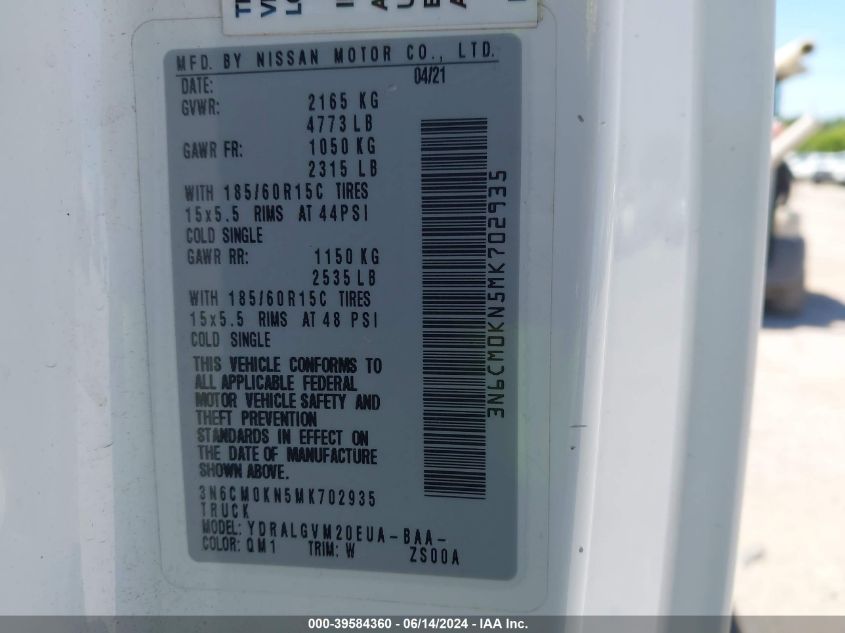 MFD. BY NISSAN MOTOR CO., LTD.
DATE: 04/21
GVWR: 2165 KG
4773 LB
GAWR FR: 1050 KG
2315 LB
WITH 185/60R15C TIRES
15x5.5 RIMS AT 44PSI
COLD SINGLE
GAWR RR: 1150 KG
2535 LB
WITH 185/60R15C TIRES
15x5.5 RIMS AT 48 PSI
COLD SINGLE
THIS VEHICLE CONFORMS TO
ALL APPLICABLE FEDERAL
MOTOR VEHICLE SAFETY AND
THEFT PREVENTION
STANDARDS IN EFFECT ON
THE DATE OF MANUFACTURE
SHOWN ABOVE.
3N6CM0KN5MK702935
TRUCK
MODEL: YDRALGVM20EUA-BAA-
ZS00A
COLOR: QM1 TRIM: W
3N6CM0KN5MK702935
000-39584360 - 06/14/2024 - IAA Inc.